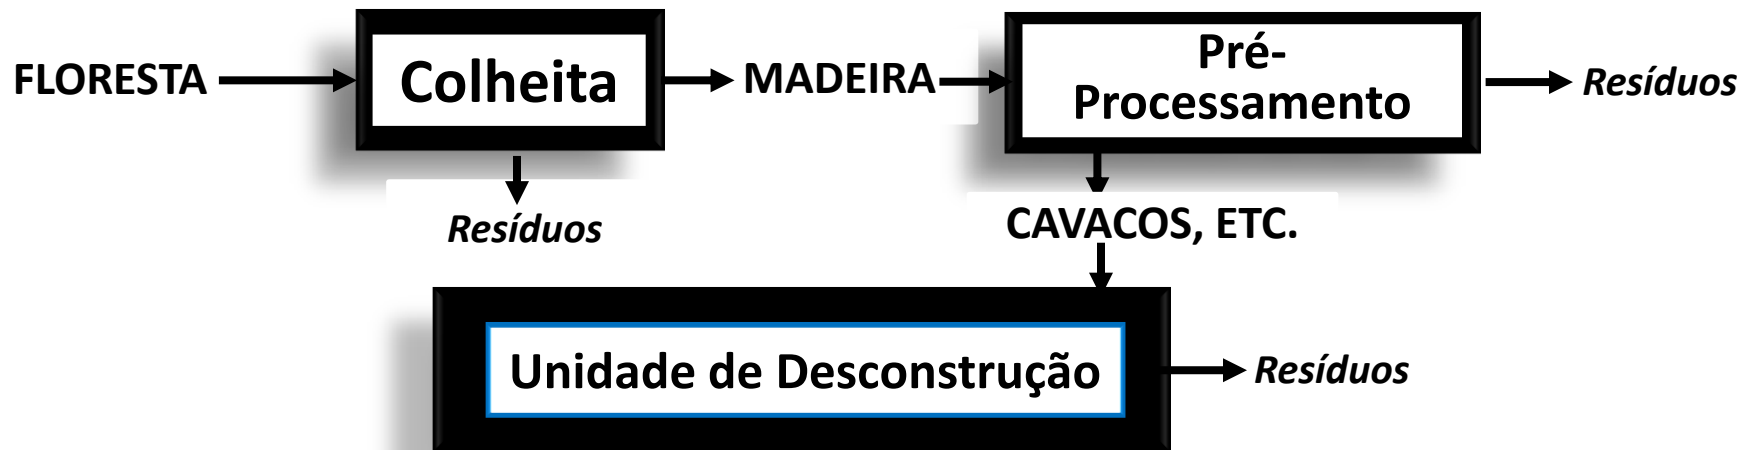 FLORESTA
Colheita
MADEIRA
Pré-
Processamento
Resíduos
Resíduos
CAVACOS, ETC.
Unidade de Desconstrução
Resíduos